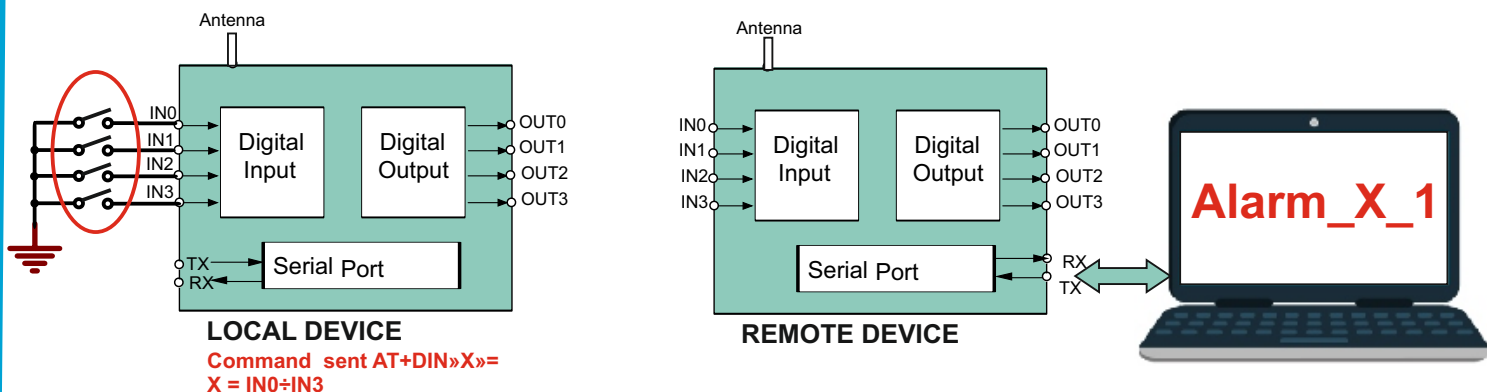 Antenna
IN0
IN1
IN2
IN3
Digital
Input
Digital
Output
OUT0
OUT1
OUT2
OUT3
TX
RX
Serial Port
LOCAL DEVICE
Command sent AT+DIN»X»=
X = IN0÷IN3
Antenna
IN0
IN1
IN2
IN3
Digital
Input
Digital
Output
OUT0
OUT1
OUT2
OUT3
Serial Port
RX
TX
REMOTE DEVICE
Alarm_X_1